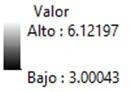 Valor
Alto : 6.12197
Bajo : 3.00043